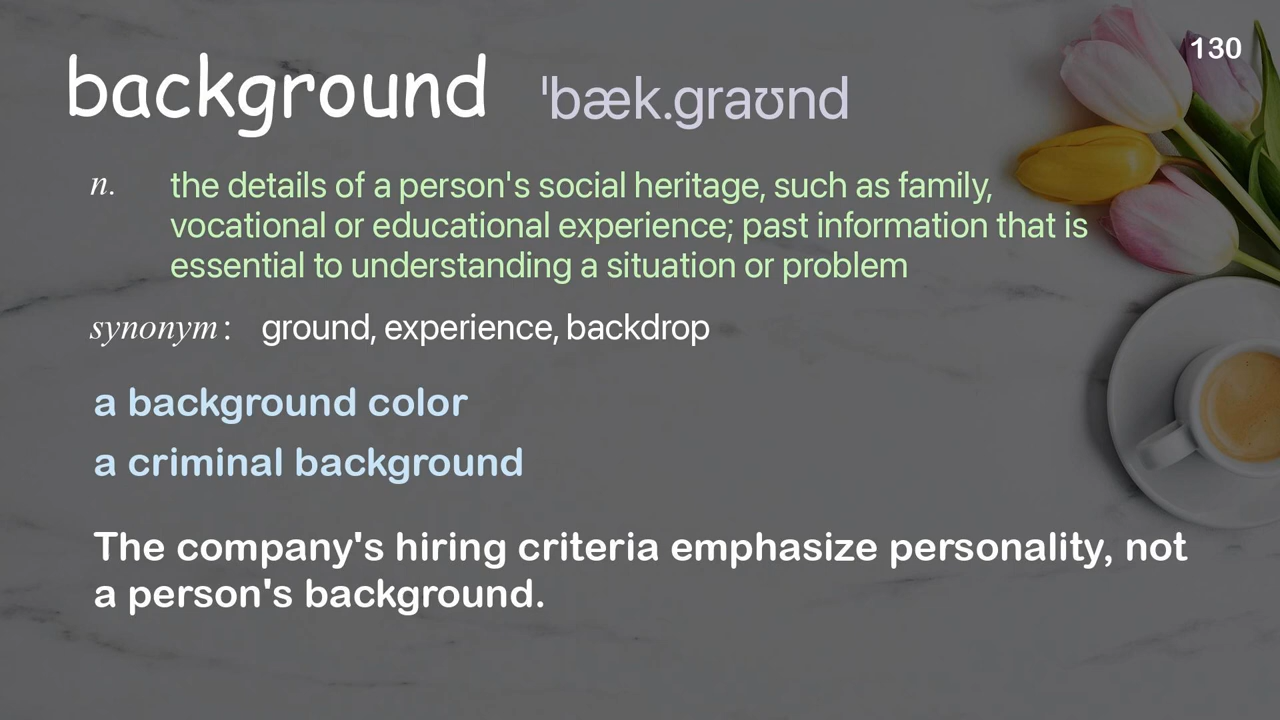 130
background ˈbæk.graʊnd
n. the details of a person's social heritage, such as family,
vocational or educational experience; past information that is
essential to understanding a situation or problem
synonym: ground, experience, backdrop
a background color
a criminal background
The company's hiring criteria emphasize personality, not
a person's background.